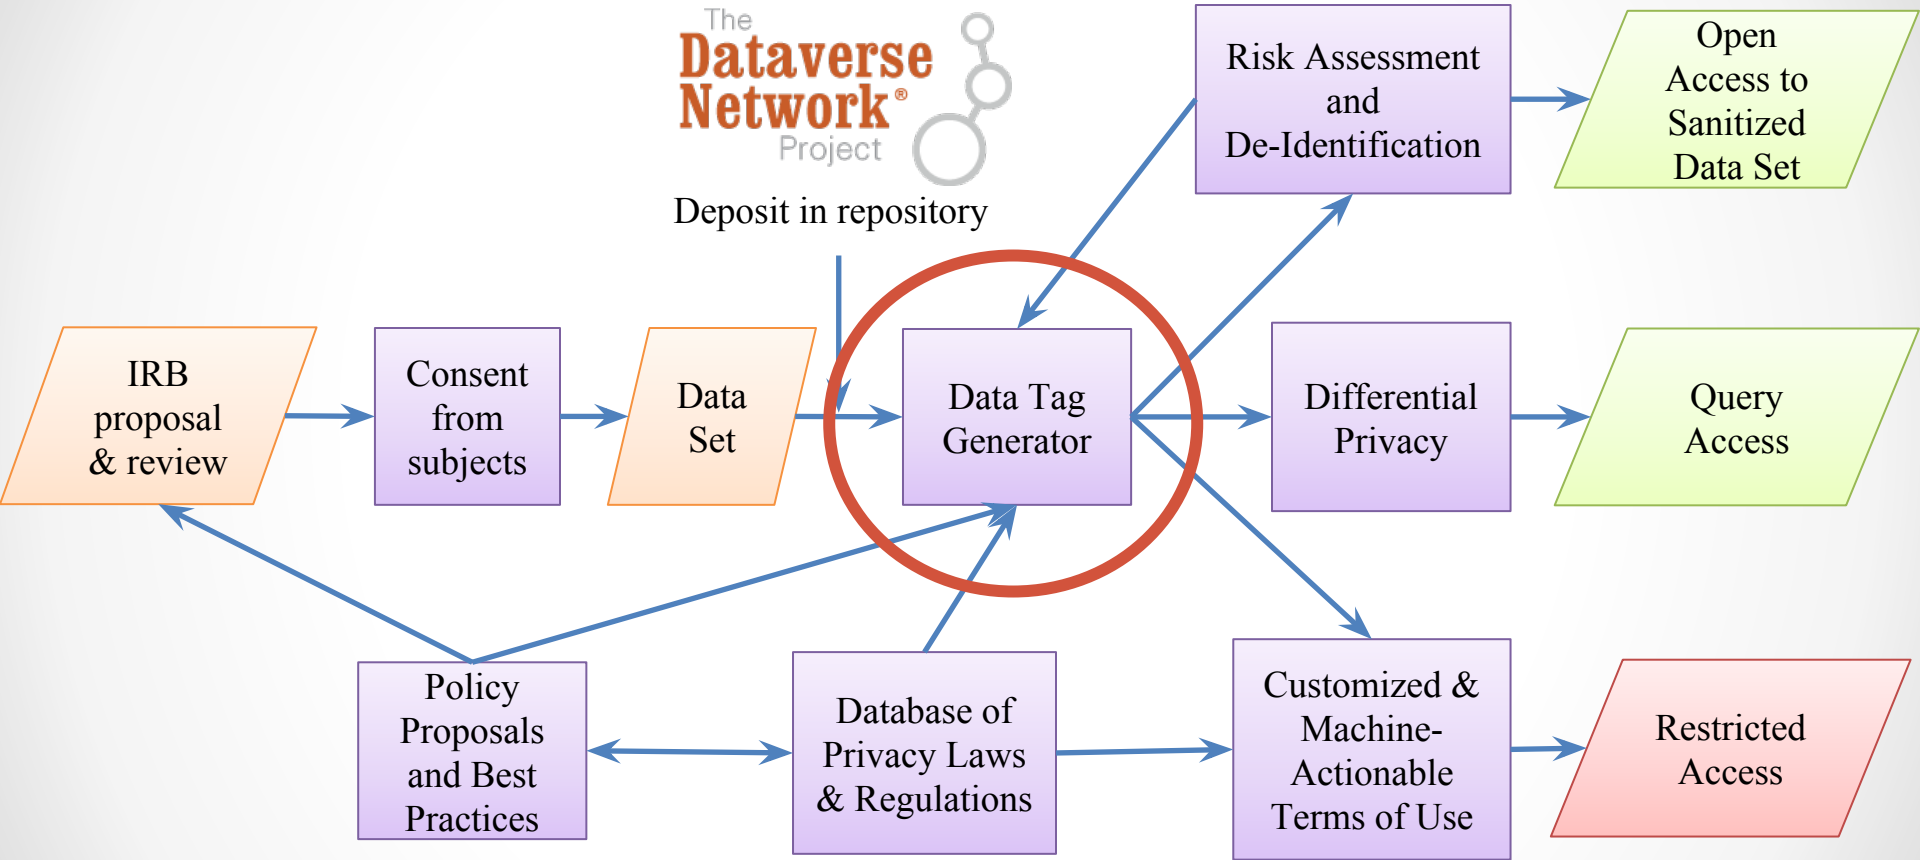 The
Dataverse
Network®
Project
Deposit in repository
Risk Assessment
and
De-Identification
Open
Access to
Sanitized
Data Set
IRB
proposal
& review
Consent
from
subjects
Data
Set
Data Tag
Generator
Differential
Privacy
Query
Access
Policy
Proposals
and Best
Practices
Database of
Privacy Laws
& Regulations
Customized &
Machine-
Actionable
Terms of Use
Restricted
Access